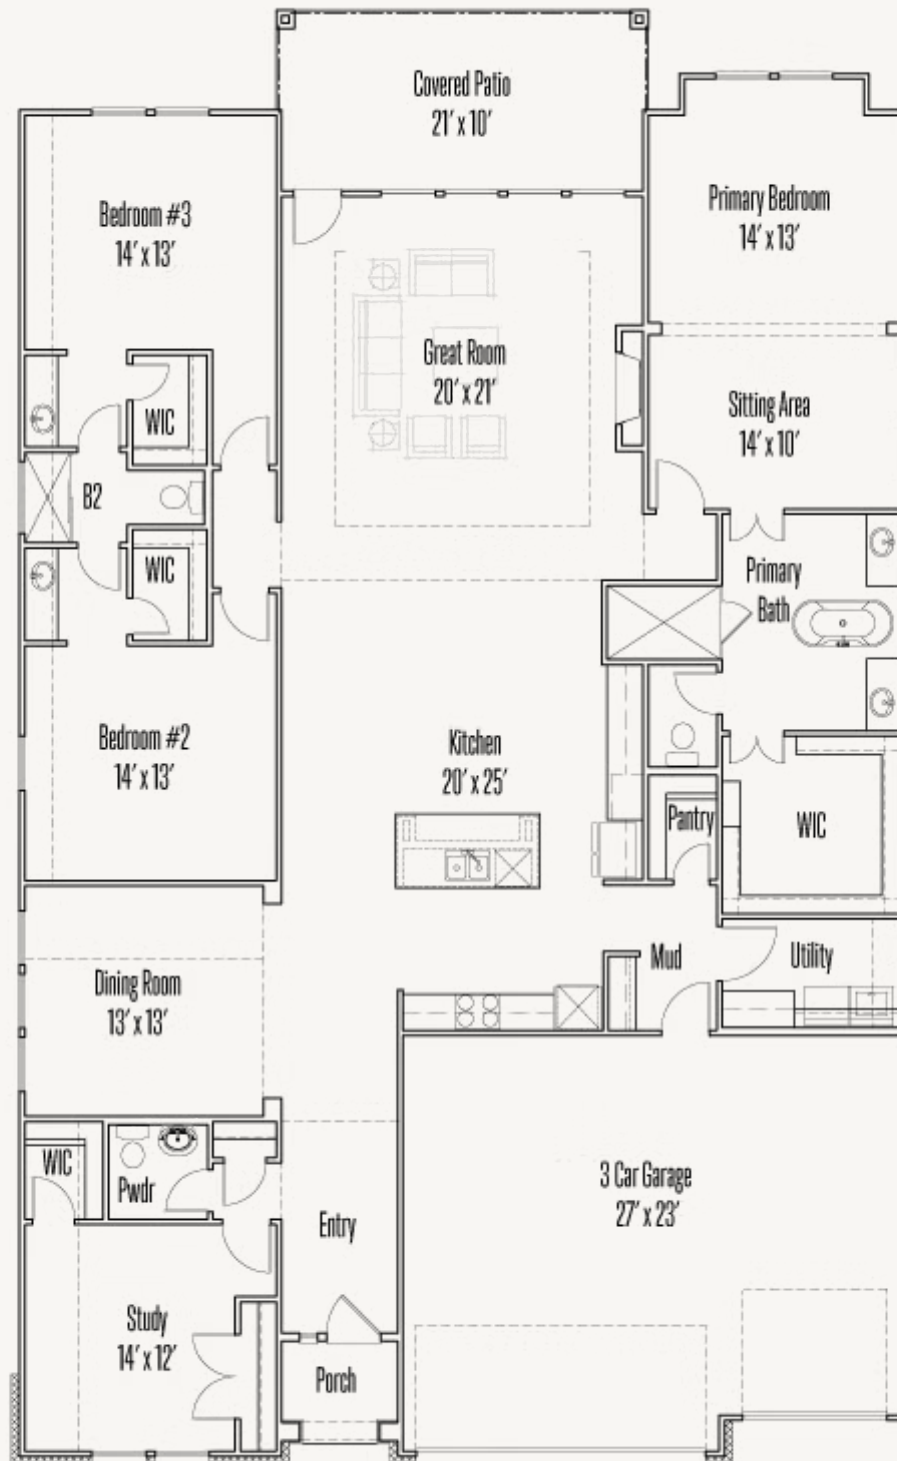 Covered Patio
21' x 10'
Bedroom #3
14' x 13'
Primary Bedroom
14' x 13'
Great Room
20' x 21'
Sitting Area
14' x 10'
WIC
B2
WIC
Primary
Bath
Bedroom #2
14' x 13'
Kitchen
20' x 25'
Pantry
WIC
Dining Room
13' x 13'
Mud
Utility
WIC
Pwdr
Entry
3 Car Garage
27' x 23'
Study
14' x 12'
Porch